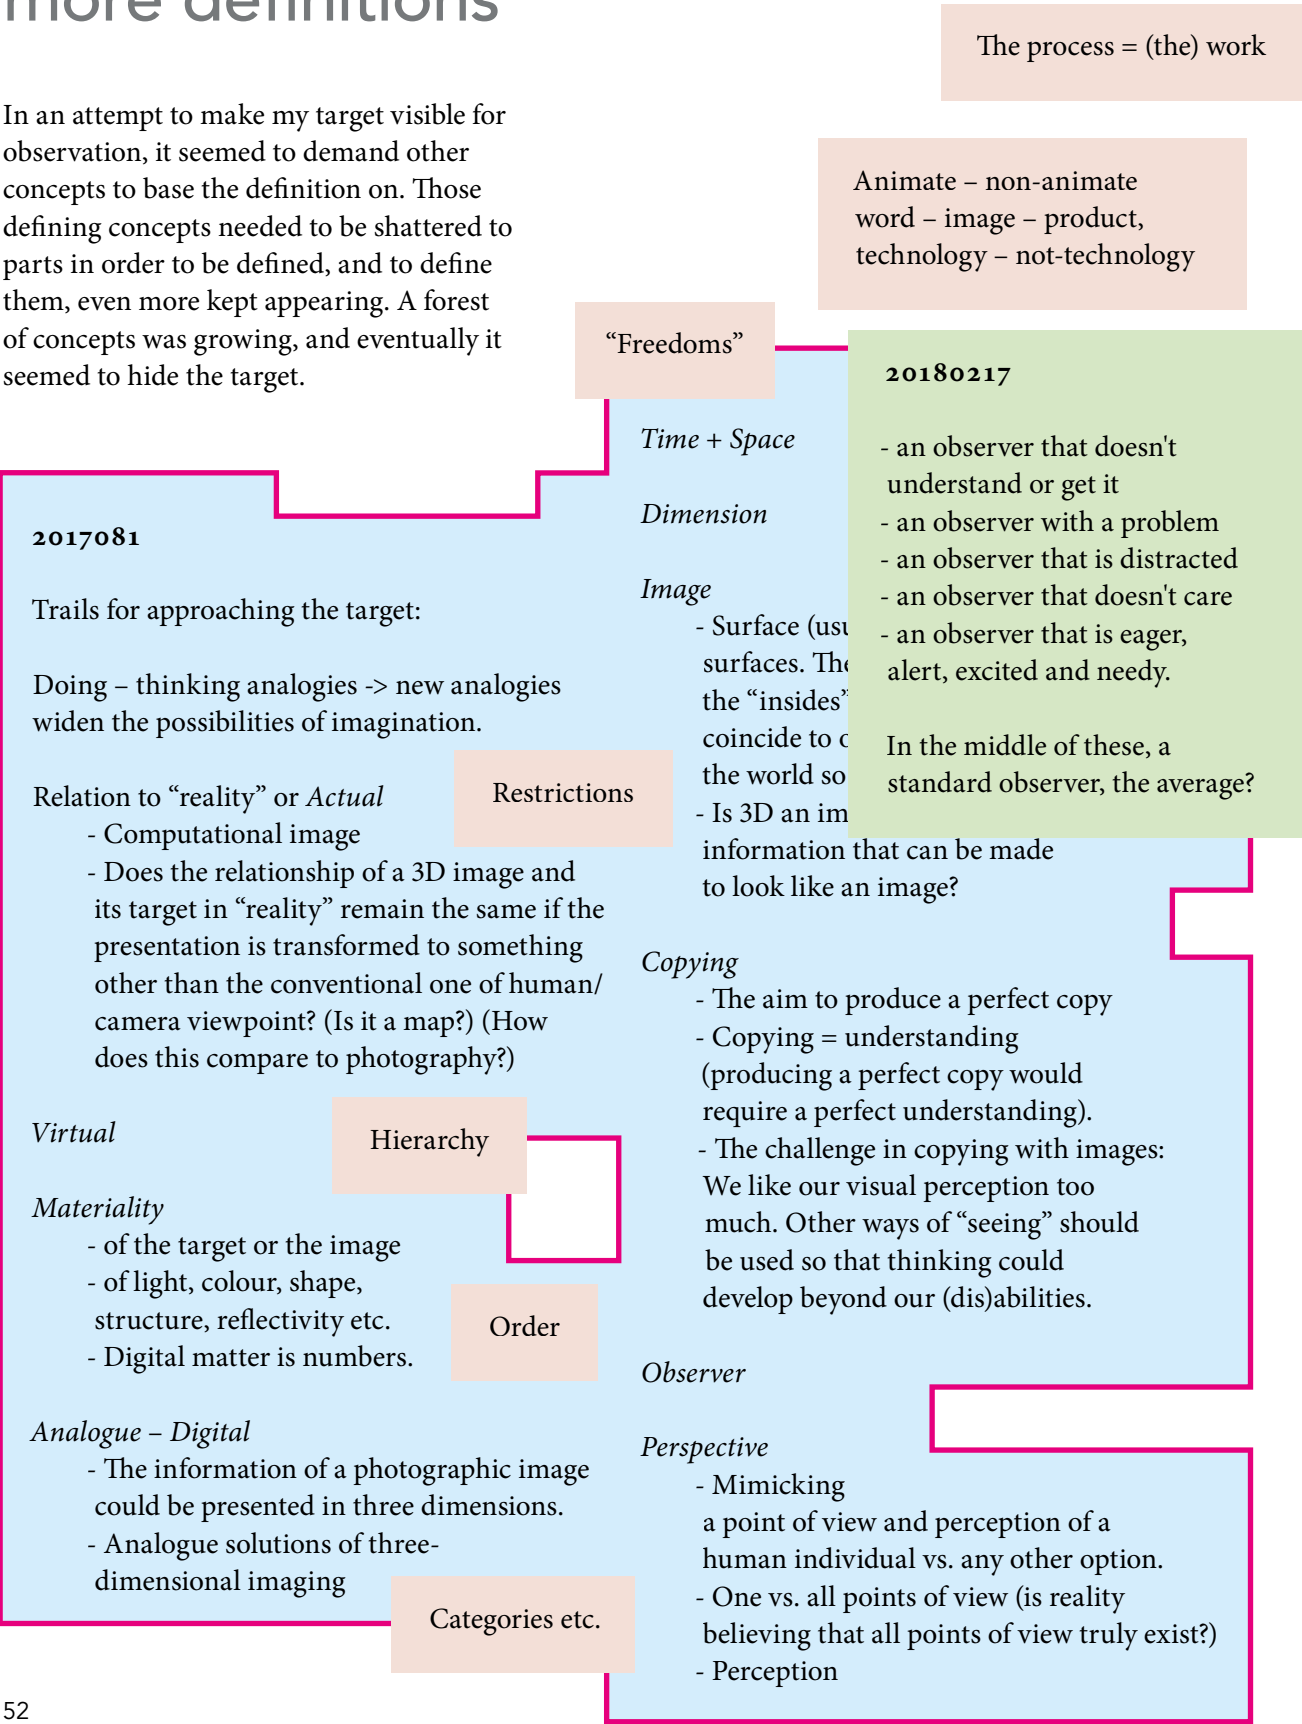 more definitions
The process = (the) work
In an attempt to make my target visible for
observation, it seemed to demand other
concepts to base the definition on. Those
defining concepts needed to be shattered to
parts in order to be defined, and to define
them, even more kept appearing. A forest
of concepts was growing, and eventually it
seemed to hide the target.
Animate – non-animate
word – image – product,
technology – not-technology
“Freedoms”
2017081
Trails for approaching the target:
Doing – thinking analogies -> new analogies
widen the possibilities of imagination.
Restrictions
Relation to “reality” or Actual
- Computational image
- Does the relationship of a 3D image and
its target in “reality” remain the same if the
presentation is transformed to something
other than the conventional one of human/
camera viewpoint? (Is it a map?) (How
does this compare to photography?)
Virtual
Hierarchy
Materiality
- of the target or the image
- of light, colour, shape,
structure, reflectivity etc.
- Digital matter is numbers.
Order
Analogue – Digital
- The information of a photographic image
could be presented in three dimensions.
- Analogue solutions of three-
dimensional imaging
Categories etc.
Time + Space
Dimension
Image
- Surface
surfaces. The
the “insides”
coincide to
the world so
- Is 3D an
information that can be made
to look like an image?
Copying
- The aim to produce a perfect copy
- Copying = understanding
(producing a perfect copy would
require a perfect understanding).
- The challenge in copying with images:
We like our visual perception too
much. Other ways of “seeing” should
be used so that thinking could
develop beyond our (dis)abilities.
Observer
Perspective
- Mimicking
a point of view and perception of a
human individual vs. any other option.
- One vs. all points of view (is reality
believing that all points of view truly exist?)
- Perception
20180217
- an observer that doesn't
understand or get it
- an observer with a problem
- an observer that is distracted
- an observer that doesn't care
- an observer that is eager,
alert, excited and needy.
In the middle of these, a
standard observer, the average?
52